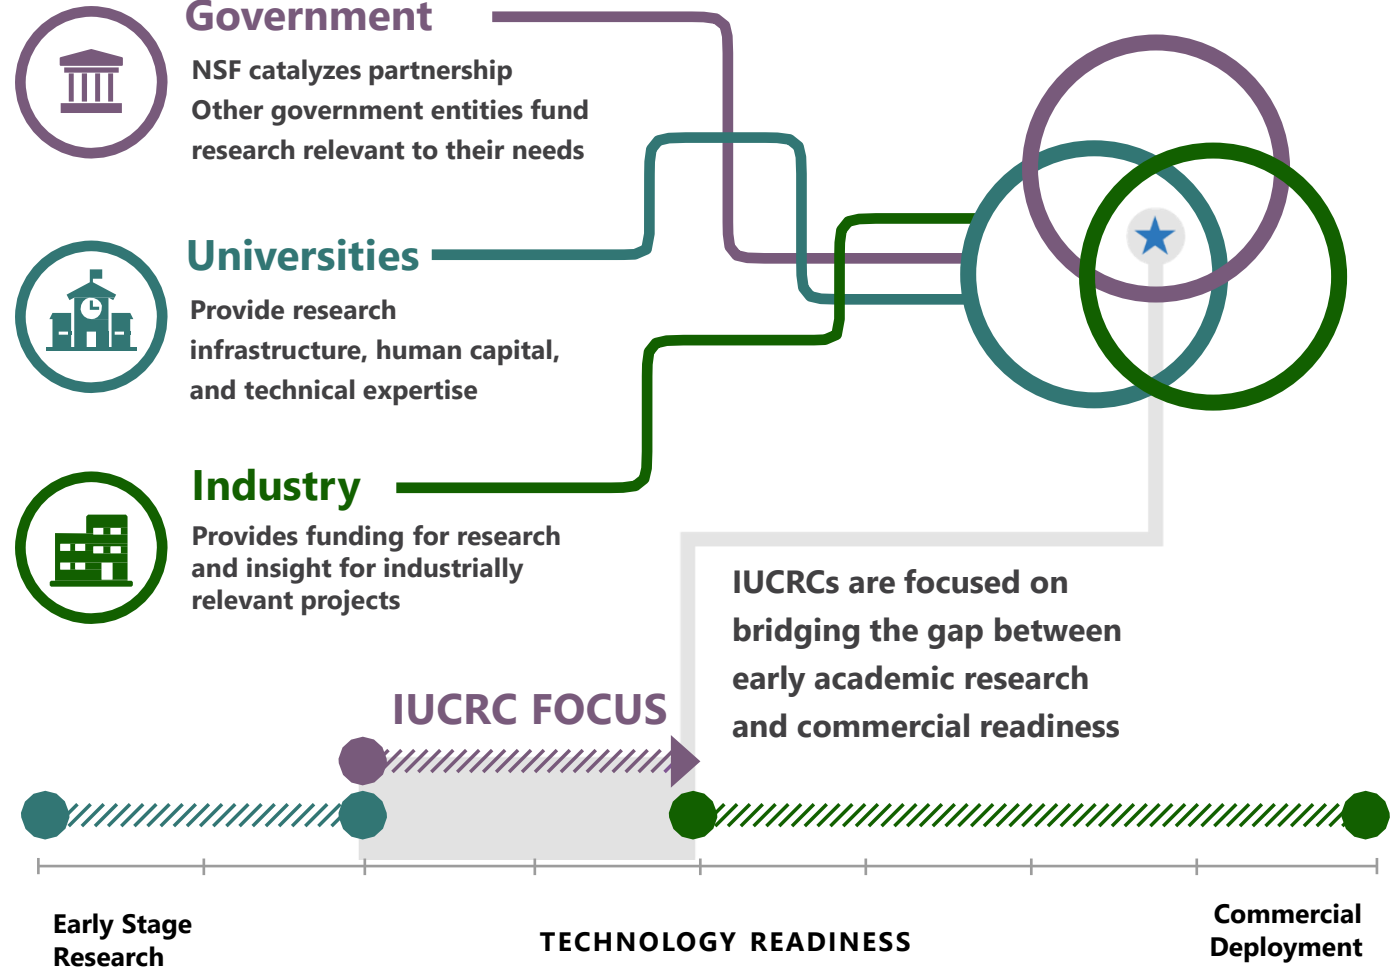 Government
NSF catalyzes partnership
Other government entities fund
research relevant to their needs
Universities
Provide research
infrastructure, human capital,
and technical expertise
Industry
Provides funding for research
and insight for industrially
relevant projects
IUCRCs are focused on
bridging the gap between
early academic research
and commercial readiness
IUCRC FOCUS
Early Stage
Research
TECHNOLOGY READINESS
Commercial
Deployment